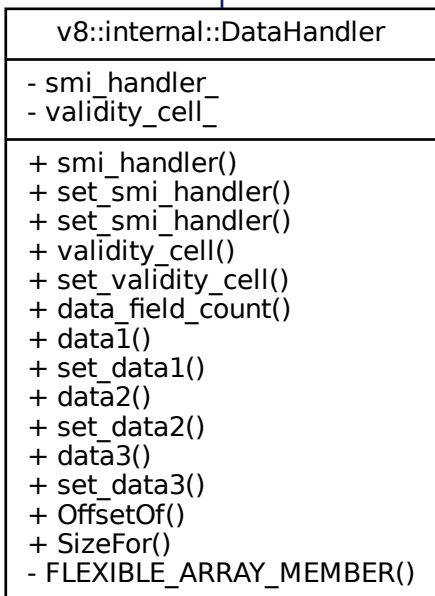 v8::internal::DataHandler
- smi_handler_
- validity_cell_
+ smi_handler()
+ set_smi_handler()
+ set_smi_handler()
+ validity_cell()
+ set_validity_cell()
+ data_field_count()
+ data1()
+ set_data1()
+ data2()
+ set_data2()
+ data3()
+ set_data3()
+ OffsetOf()
+ SizeFor()
- FLEXIBLE_ARRAY_MEMBER()